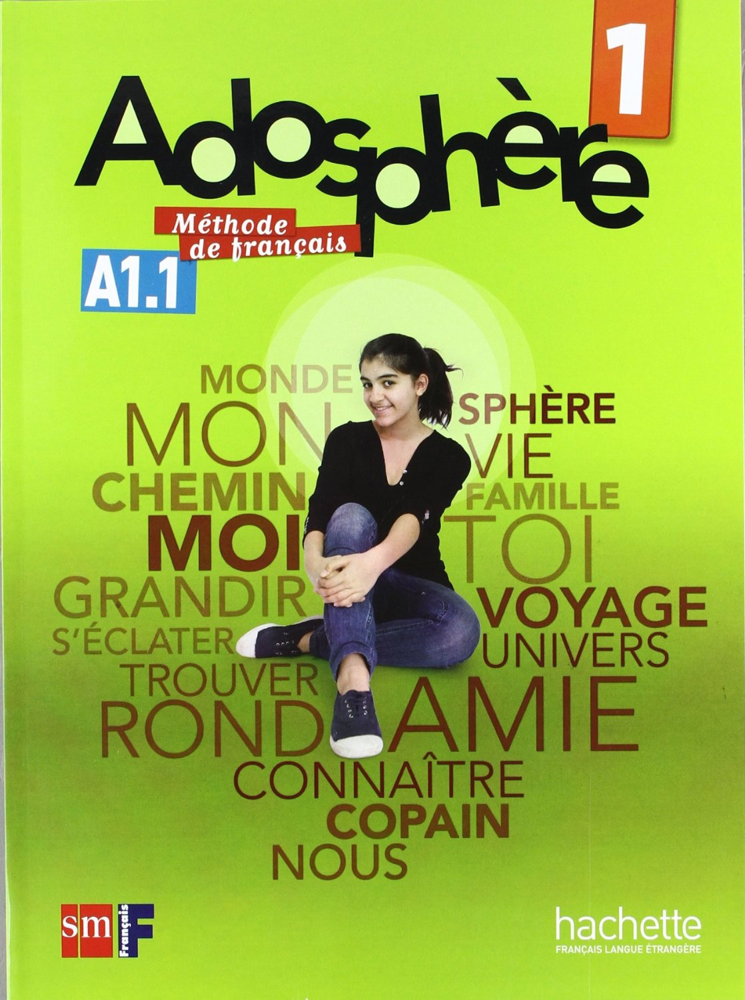 1
Adosphère
Méthode
de français
A1.1
MONDE
MON
CHEMIN
MOI
GRANDIR
S'ÉCLATER
TROUVER
ROND
SPHÈRE
VIE
FAMILLE
TOI
VOYAGE
UNIVERS
AMIE
CONNAÎTRE
COPAIN
NOUS
sm
Français
F
hachette
FRANÇAIS LANGUE ÉTRANGÈRE